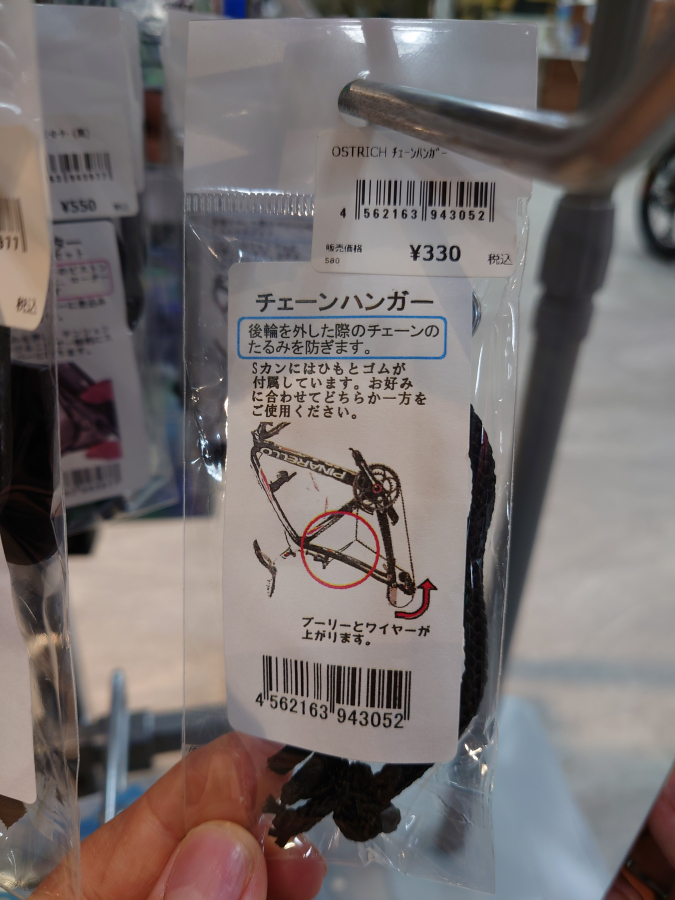 OSTRICH ﾁｪｰﾝﾊﾝｶﾞｰ
4 562163 943052
販売価格
580
¥330
税込
チェーンハンガー
後輪を外した際のチェーンの
たるみを防ぎます。
Sカンにはひもとゴムが
付属しています。お好み
に合わせてどちらか一方を
ご使用ください。
PINARELLO
プーリーとワイヤーが
上がります。
4 562163 943052
¥550
税込